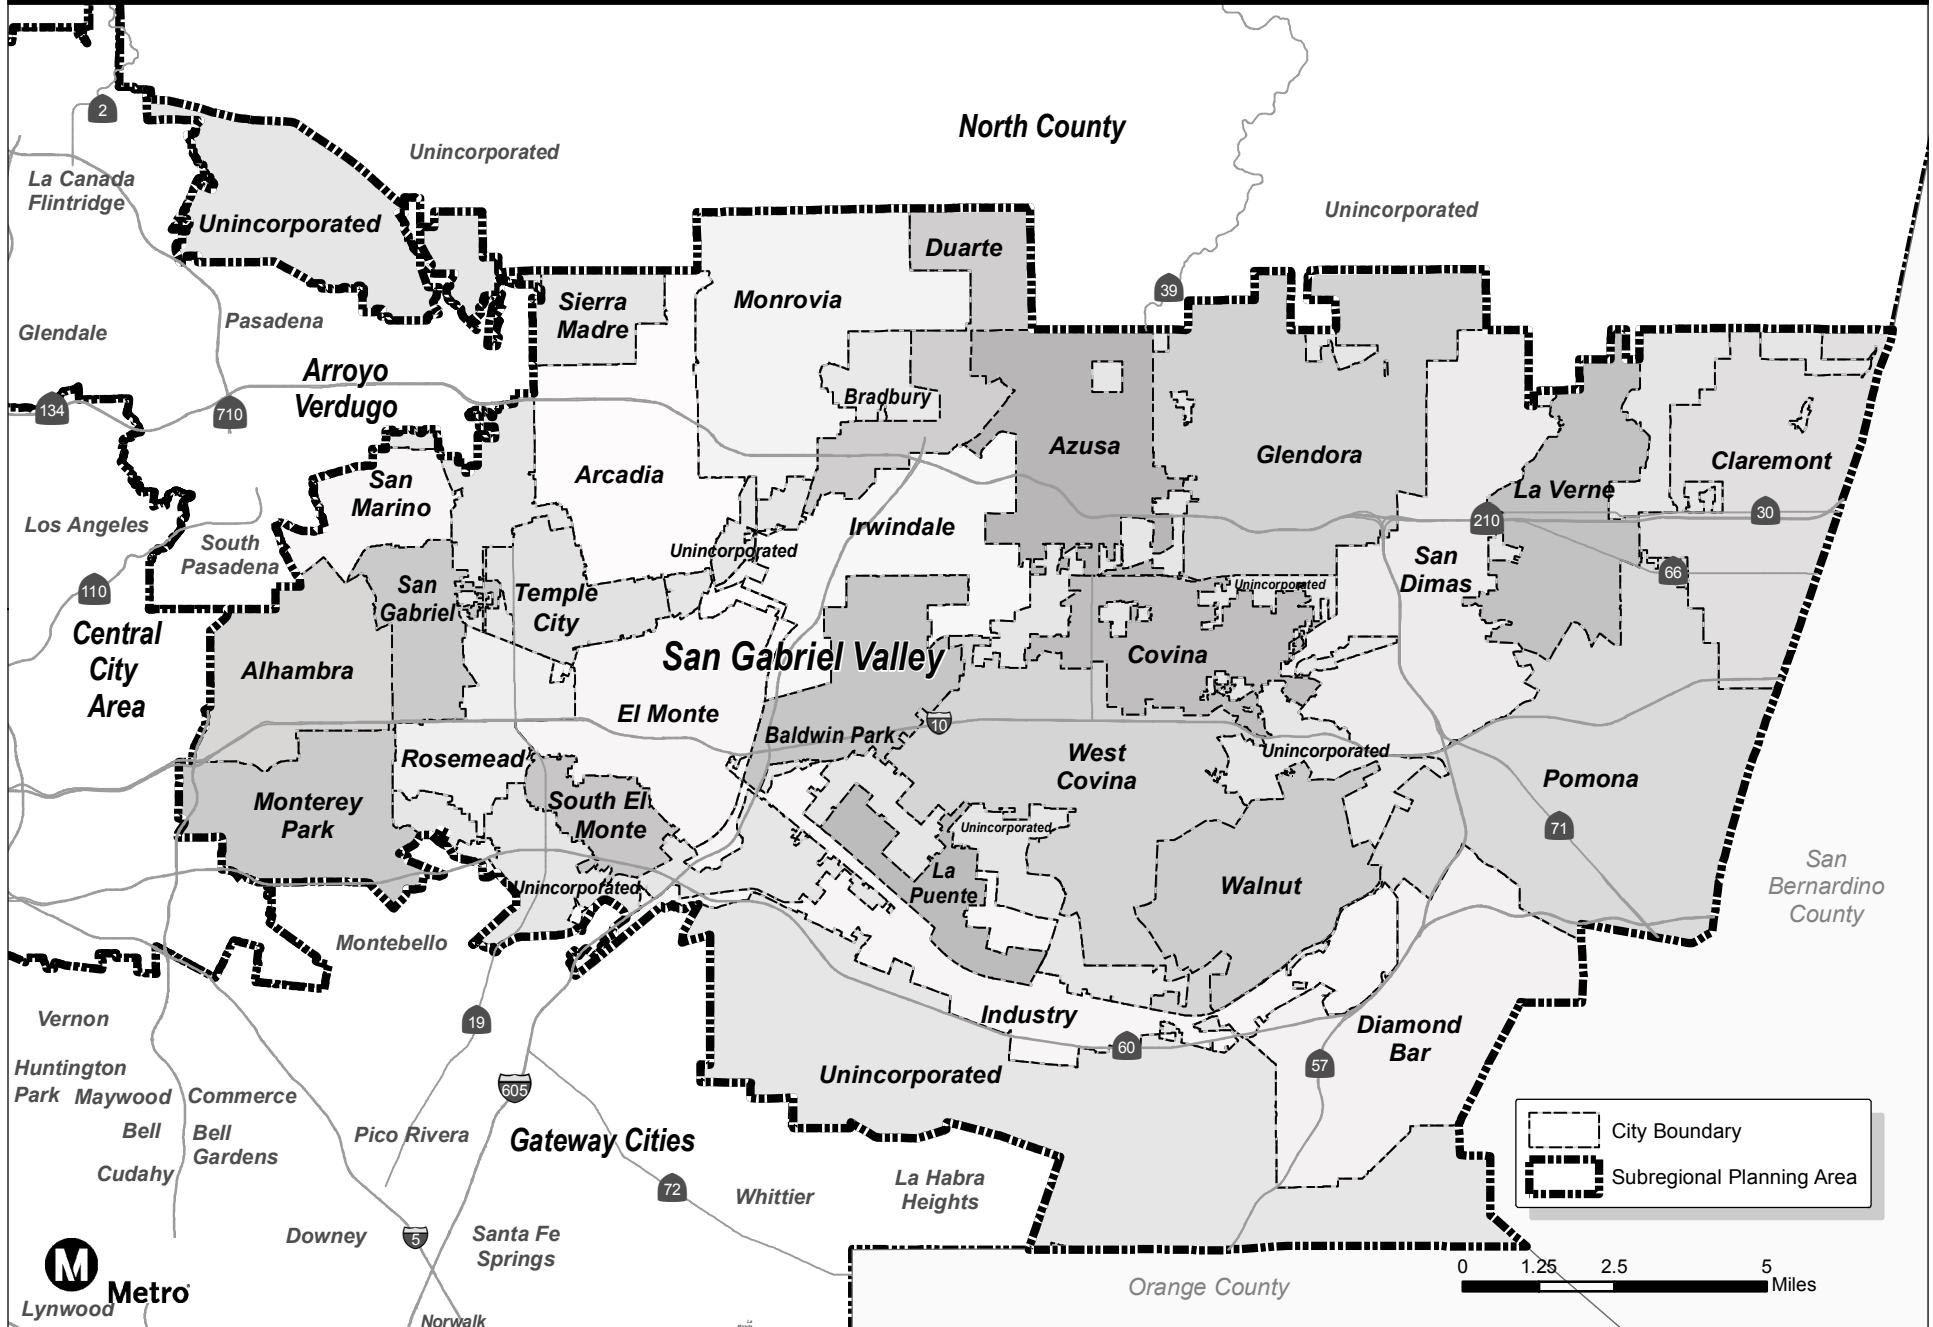 2
North County
Unincorporated
La Canada
Flintridge
Unincorporated
Unincorporated
Duarte
39
Sierra
Madre
Monrovia
Pasadena
Glendale
Arroyo
Verdugo
134
710
Bradbury
Azusa
Glendora
Claremont
San
Marino
Arcadia
La Verne
30
210
Los Angeles
South
Pasadena
Irwindale
Unincorporated
San
Dimas
66
110
San
Gabriel
Temple
City
Unincorporated
Central
City
Area
Alhambra
San Gabriel Valley
Covina
El Monte
Baldwin Park
10
Rosemead
West
Covina
Unincorporated
Pomona
Monterey
Park
South El
Monte
Unincorporated
71
La
Puente
Walnut
San
Bernardino
County
Unincorporated
Montebello
Vernon
19
Industry
60
Diamond
Bar
57
Huntington
Park
Maywood
Commerce
605
Unincorporated
Bell
Bell
Gardens
Cudahy
Pico Rivera
Gateway Cities
72
Whittier
La Habra
Heights
City Boundary
Subregional Planning Area
Downey
5
Santa Fe
Springs
M
Metro
Lynwood
Norwalk
Orange County
0 1.25 2.5 5
Miles